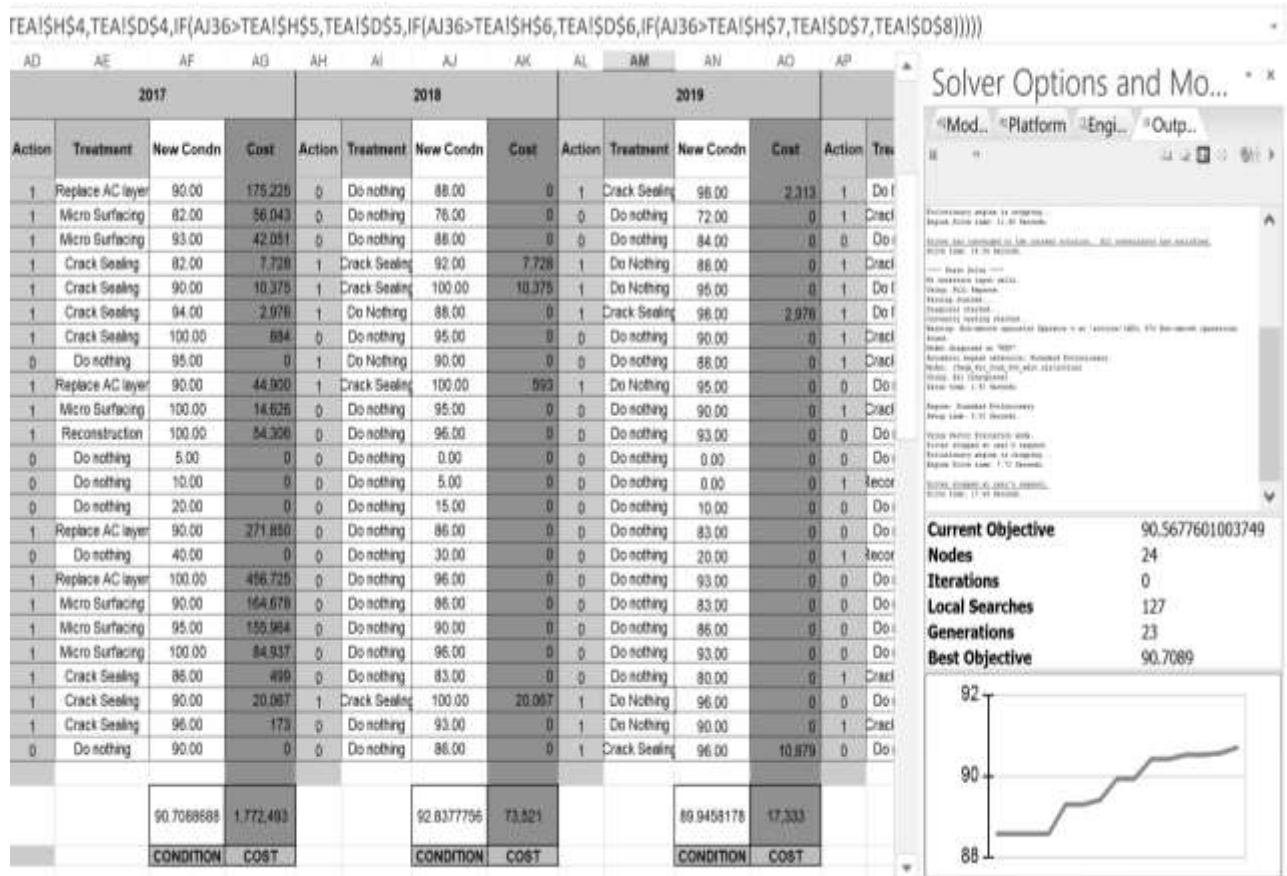 TEA!$H$4,TEA!$D$4,IF(AJ36>TEA!$H$5,TEA!$D$5,IF(AJ36>TEA!$H$6,TEA!$D$6,IF(AJ36>TEA!$H$7,TEA!$D$7,TEA!$D$8)))))
AD AE AF AG AH AI AJ AK AL AM AN AO AP
2017 2018 2019
Action Treatment New Condn Cost Action Treatment New Condn Cost Action Treatment New Condn Cost Action Trea
1 Replace AC layer 90.00 175,225 0 Do nothing 88.00 0 1 Crack Sealing 98.00 2,313 1 Do
1 Micro Surfacing 82.00 56,043 0 Do nothing 76.00 0 0 Do nothing 72.00 0 1 Crac
1 Micro Surfacing 93.00 42,051 0 Do nothing 88.00 0 0 Do nothing 84.00 0 0 Do
1 Crack Sealing 82.00 7,728 1 Crack Sealing 92.00 7,728 1 Do Nothing 88.00 0 1 Crac
1 Crack Sealing 90.00 10,375 1 Crack Sealing 100.00 10,375 1 Do Nothing 95.00 0 1 Do
1 Crack Sealing 94.00 2,976 1 Do Nothing 88.00 0 1 Crack Sealing 98.00 2,976 1 Do
1 Crack Sealing 100.00 884 0 Do nothing 95.00 0 0 Do nothing 90.00 0 1 Crac
0 Do nothing 95.00 0 1 Do Nothing 90.00 0 0 Do nothing 88.00 0 1 Crac
1 Replace AC layer 90.00 44,900 1 Crack Sealing 100.00 593 1 Do Nothing 95.00 0 0 Do
1 Micro Surfacing 100.00 14,626 0 Do nothing 95.00 0 0 Do nothing 90.00 0 1 Crac
1 Reconstruction 100.00 54,306 0 Do nothing 96.00 0 0 Do nothing 93.00 0 0 Do
0 Do nothing 5.00 0 0 Do nothing 0.00 0 0 Do nothing 0.00 0 0 Do
0 Do nothing 10.00 0 0 Do nothing 5.00 0 0 Do nothing 0.00 0 1 Recor
0 Do nothing 20.00 0 0 Do nothing 15.00 0 0 Do nothing 10.00 0 0 Do
1 Replace AC layer 90.00 271,850 0 Do nothing 86.00 0 0 Do nothing 83.00 0 0 Do
0 Do nothing 40.00 0 0 Do nothing 30.00 0 0 Do nothing 20.00 0 1 Recor
1 Replace AC layer 100.00 456,725 0 Do nothing 96.00 0 0 Do nothing 93.00 0 0 Do
1 Micro Surfacing 90.00 164,678 0 Do nothing 86.00 0 0 Do nothing 83.00 0 0 Do
1 Micro Surfacing 95.00 155,964 0 Do nothing 90.00 0 0 Do nothing 86.00 0 0 Do
1 Micro Surfacing 100.00 84,937 0 Do nothing 96.00 0 0 Do nothing 93.00 0 0 Do
1 Crack Sealing 86.00 499 0 Do nothing 83.00 0 0 Do nothing 80.00 0 1 Crac
1 Crack Sealing 90.00 20,067 1 Crack Sealing 100.00 20,067 1 Do Nothing 96.00 0 0 Do
1 Crack Sealing 96.00 173 0 Do nothing 93.00 0 1 Do Nothing 90.00 0 1 Crac
0 Do nothing 90.00 0 0 Do nothing 86.00 0 1 Crack Sealing 96.00 10,879 0 Do
90.7088688 1,772,493 92.8377756 73,521 89.9458178 17,333
CONDITION COST CONDITION COST CONDITION COST
Solver Options and Mo...
Mod... Platform Engi... Outp...
Current Objective 90.5677601003749
Nodes 24
Iterations 0
Local Searches 127
Generations 23
Best Objective 90.7089
92
90
88